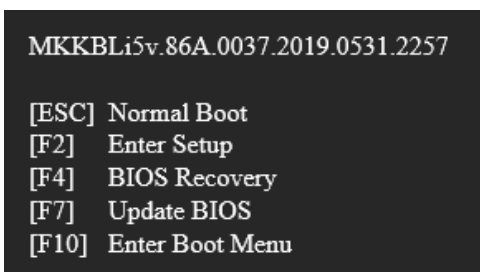 MKKBLi5v.86A.0037.2019.0531.2257
[ESC] Normal Boot
[F2] Enter Setup
[F4] BIOS Recovery
[F7] Update BIOS
[F10] Enter Boot Menu